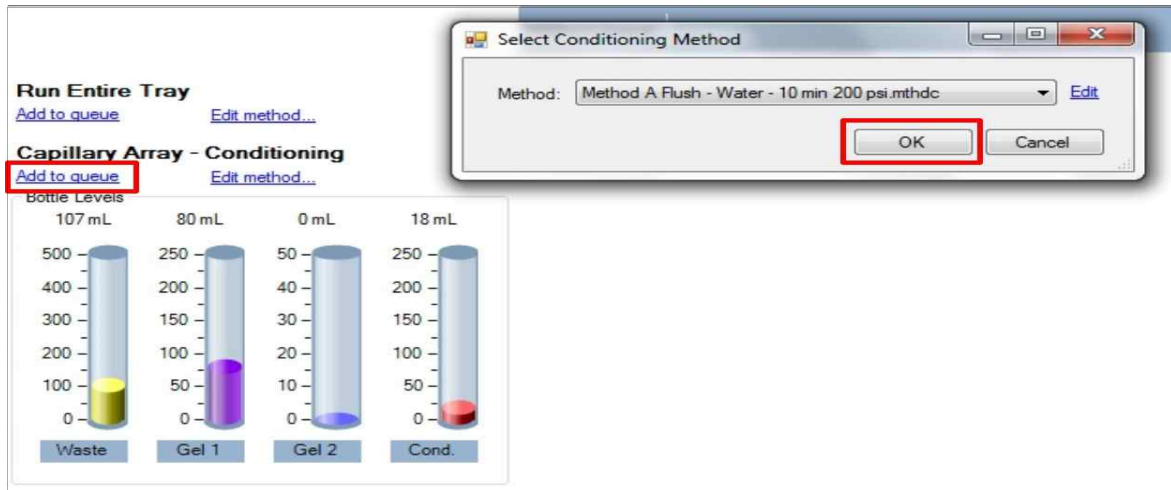 Select Conditioning Method
Method: Method A Flush - Water - 10 min 200 psi.mthdc Edit
OK Cancel
Run Entire Tray
Add to queue Edit method...
Capillary Array - Conditioning
Add to queue Edit method...
Bottle Levels
107 mL 80 mL 0 mL 18 mL
500 250 50 250
400 200 40 200
300 150 30 150
200 100 20 100
100 50 10 50
0 0 0 0
Waste Gel 1 Gel 2 Cond.